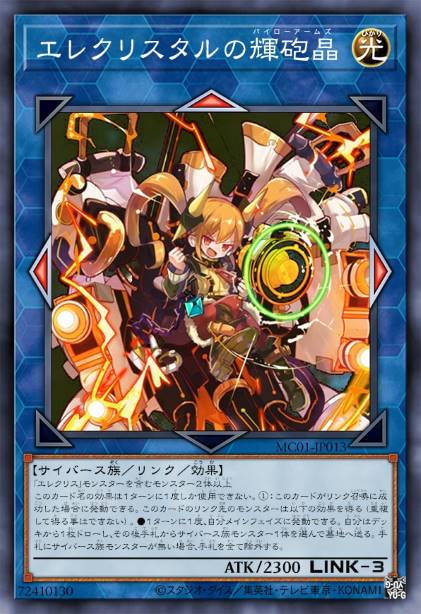 パイローアームズ
エレクリスタルの輝砲晶
ひかり
光
MC01-JP013
【サイバース族／リンク／効果】
「エレクリス」モンスターを含むモンスター2体以上
このカード名の効果は1ターンに1度しか使用できない。①：このカードがリンク召喚に成
功した場合に発動できる。このカードのリンク先のモンスターは以下の効果を得る（重複
して得る事はできない）。●1ターンに1度、自分メインフェイズに発動できる。自分はデッ
キから1枚ドローし、その後手札からサイバース族モンスター1体を選んで墓地へ送る。手
札にサイバース族モンスターが無い場合、手札を全て除外する。
ATK/2300 LINK-3
72410130
©スタジオ・ダイス／集英社・テレビ東京・KONAMI